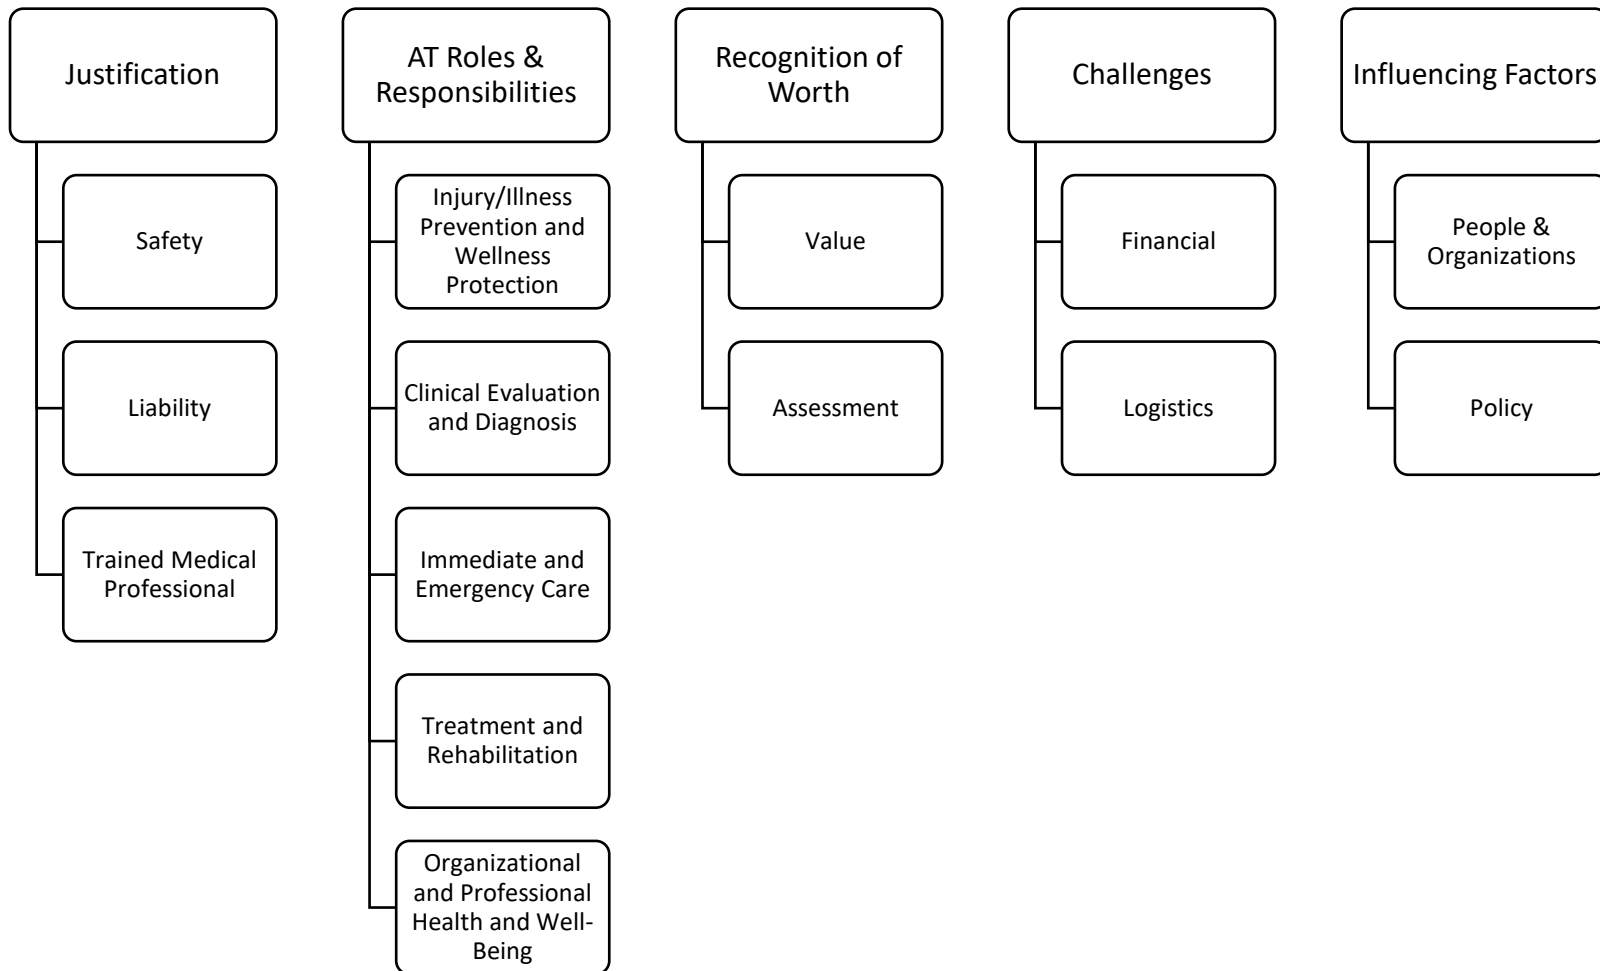 Justification
Safety
Liability
Trained Medical
Professional
AT Roles &
Responsibilities
Injury/Illness
Prevention and
Wellness
Protection
Clinical Evaluation
and Diagnosis
Immediate and
Emergency Care
Treatment and
Rehabilitation
Organizational
and Professional
Health and Well-
Being
Recognition of
Worth
Value
Assessment
Challenges
Financial
Logistics
Influencing Factors
People &
Organizations
Policy